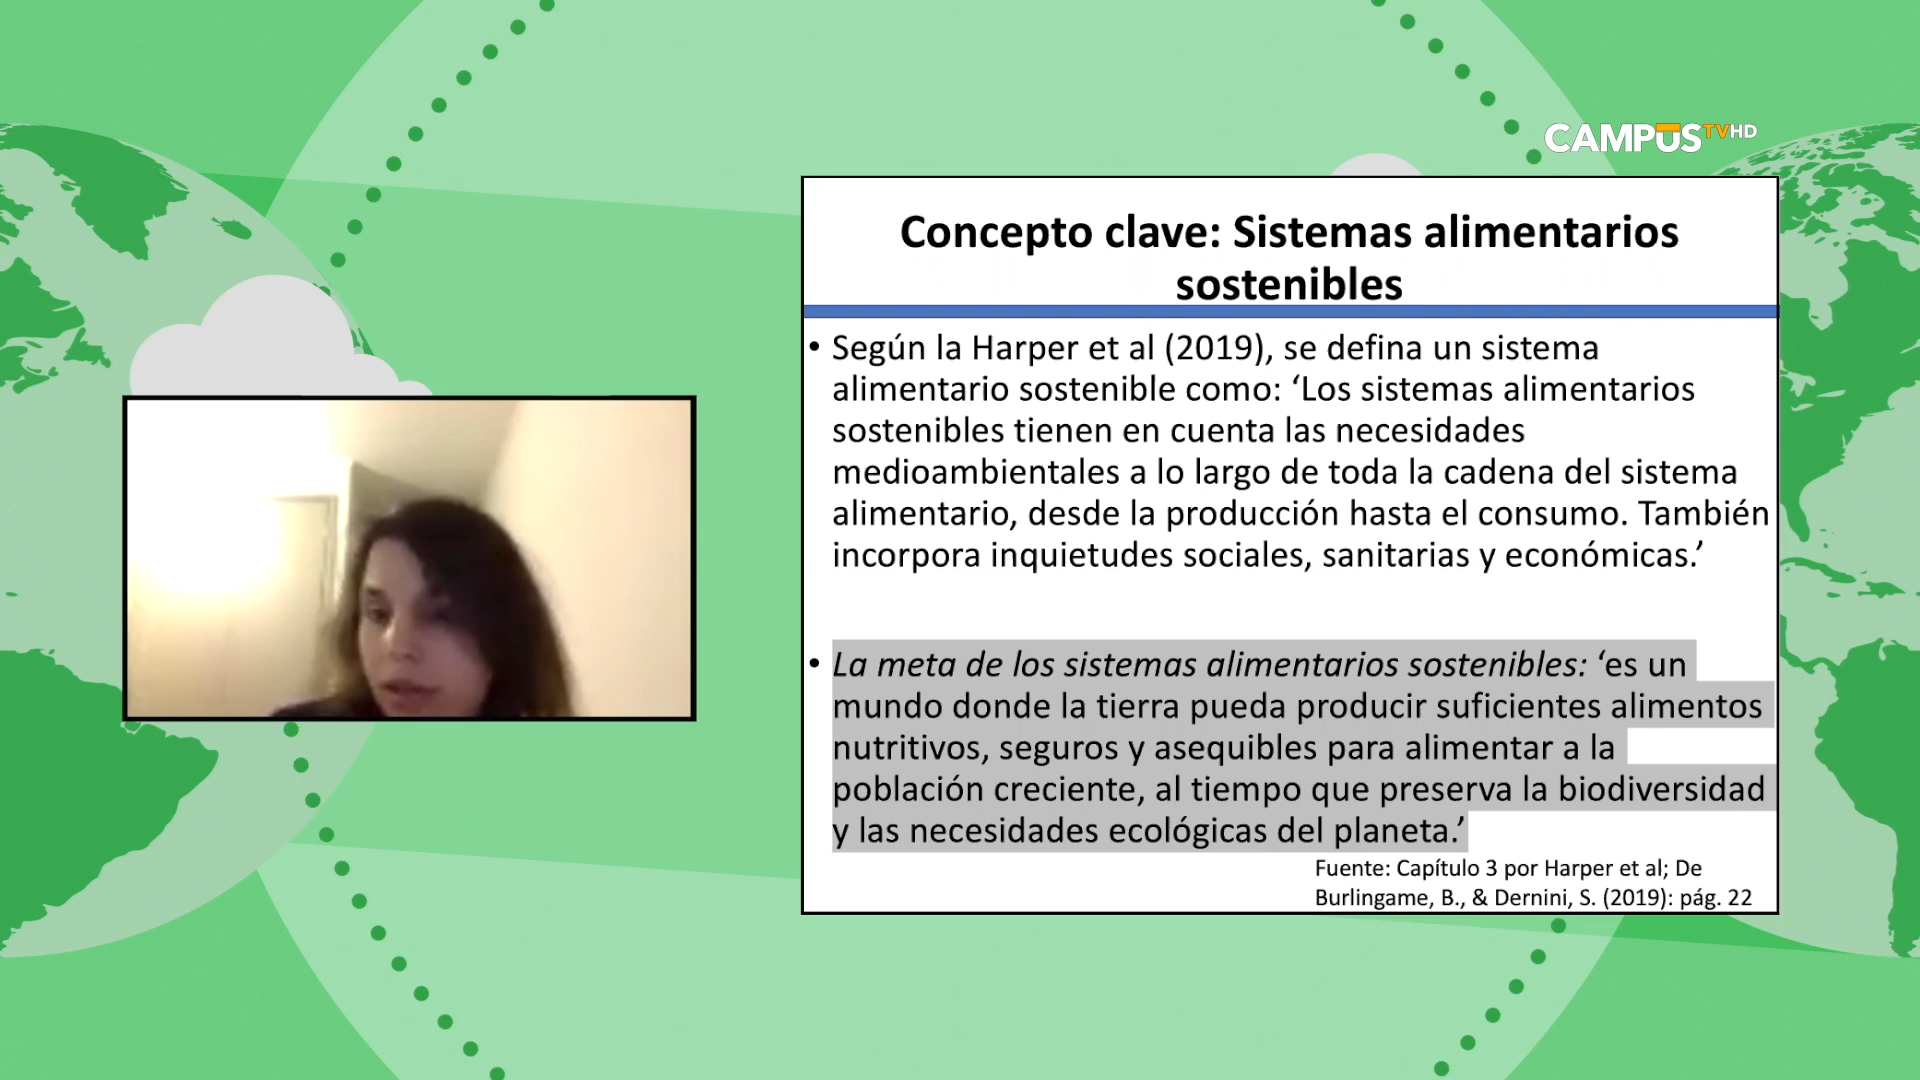 CAMPUS TV HD
Concepto clave: Sistemas alimentarios
sostenibles
• Según la Harper et al (2019), se defina un sistema
alimentario sostenible como: ‘Los sistemas alimentarios
sostenibles tienen en cuenta las necesidades
medioambientales a lo largo de toda la cadena del sistema
alimentario, desde la producción hasta el consumo. También
incorpora inquietudes sociales, sanitarias y económicas.’
• La meta de los sistemas alimentarios sostenibles: ‘es un
mundo donde la tierra pueda producir suficientes alimentos
nutritivos, seguros y asequibles para alimentar a la
población creciente, al tiempo que preserva la biodiversidad
y las necesidades ecológicas del planeta.’
Fuente: Capítulo 3 por Harper et al; De
Burlingame, B., & Dernini, S. (2019): pág. 22